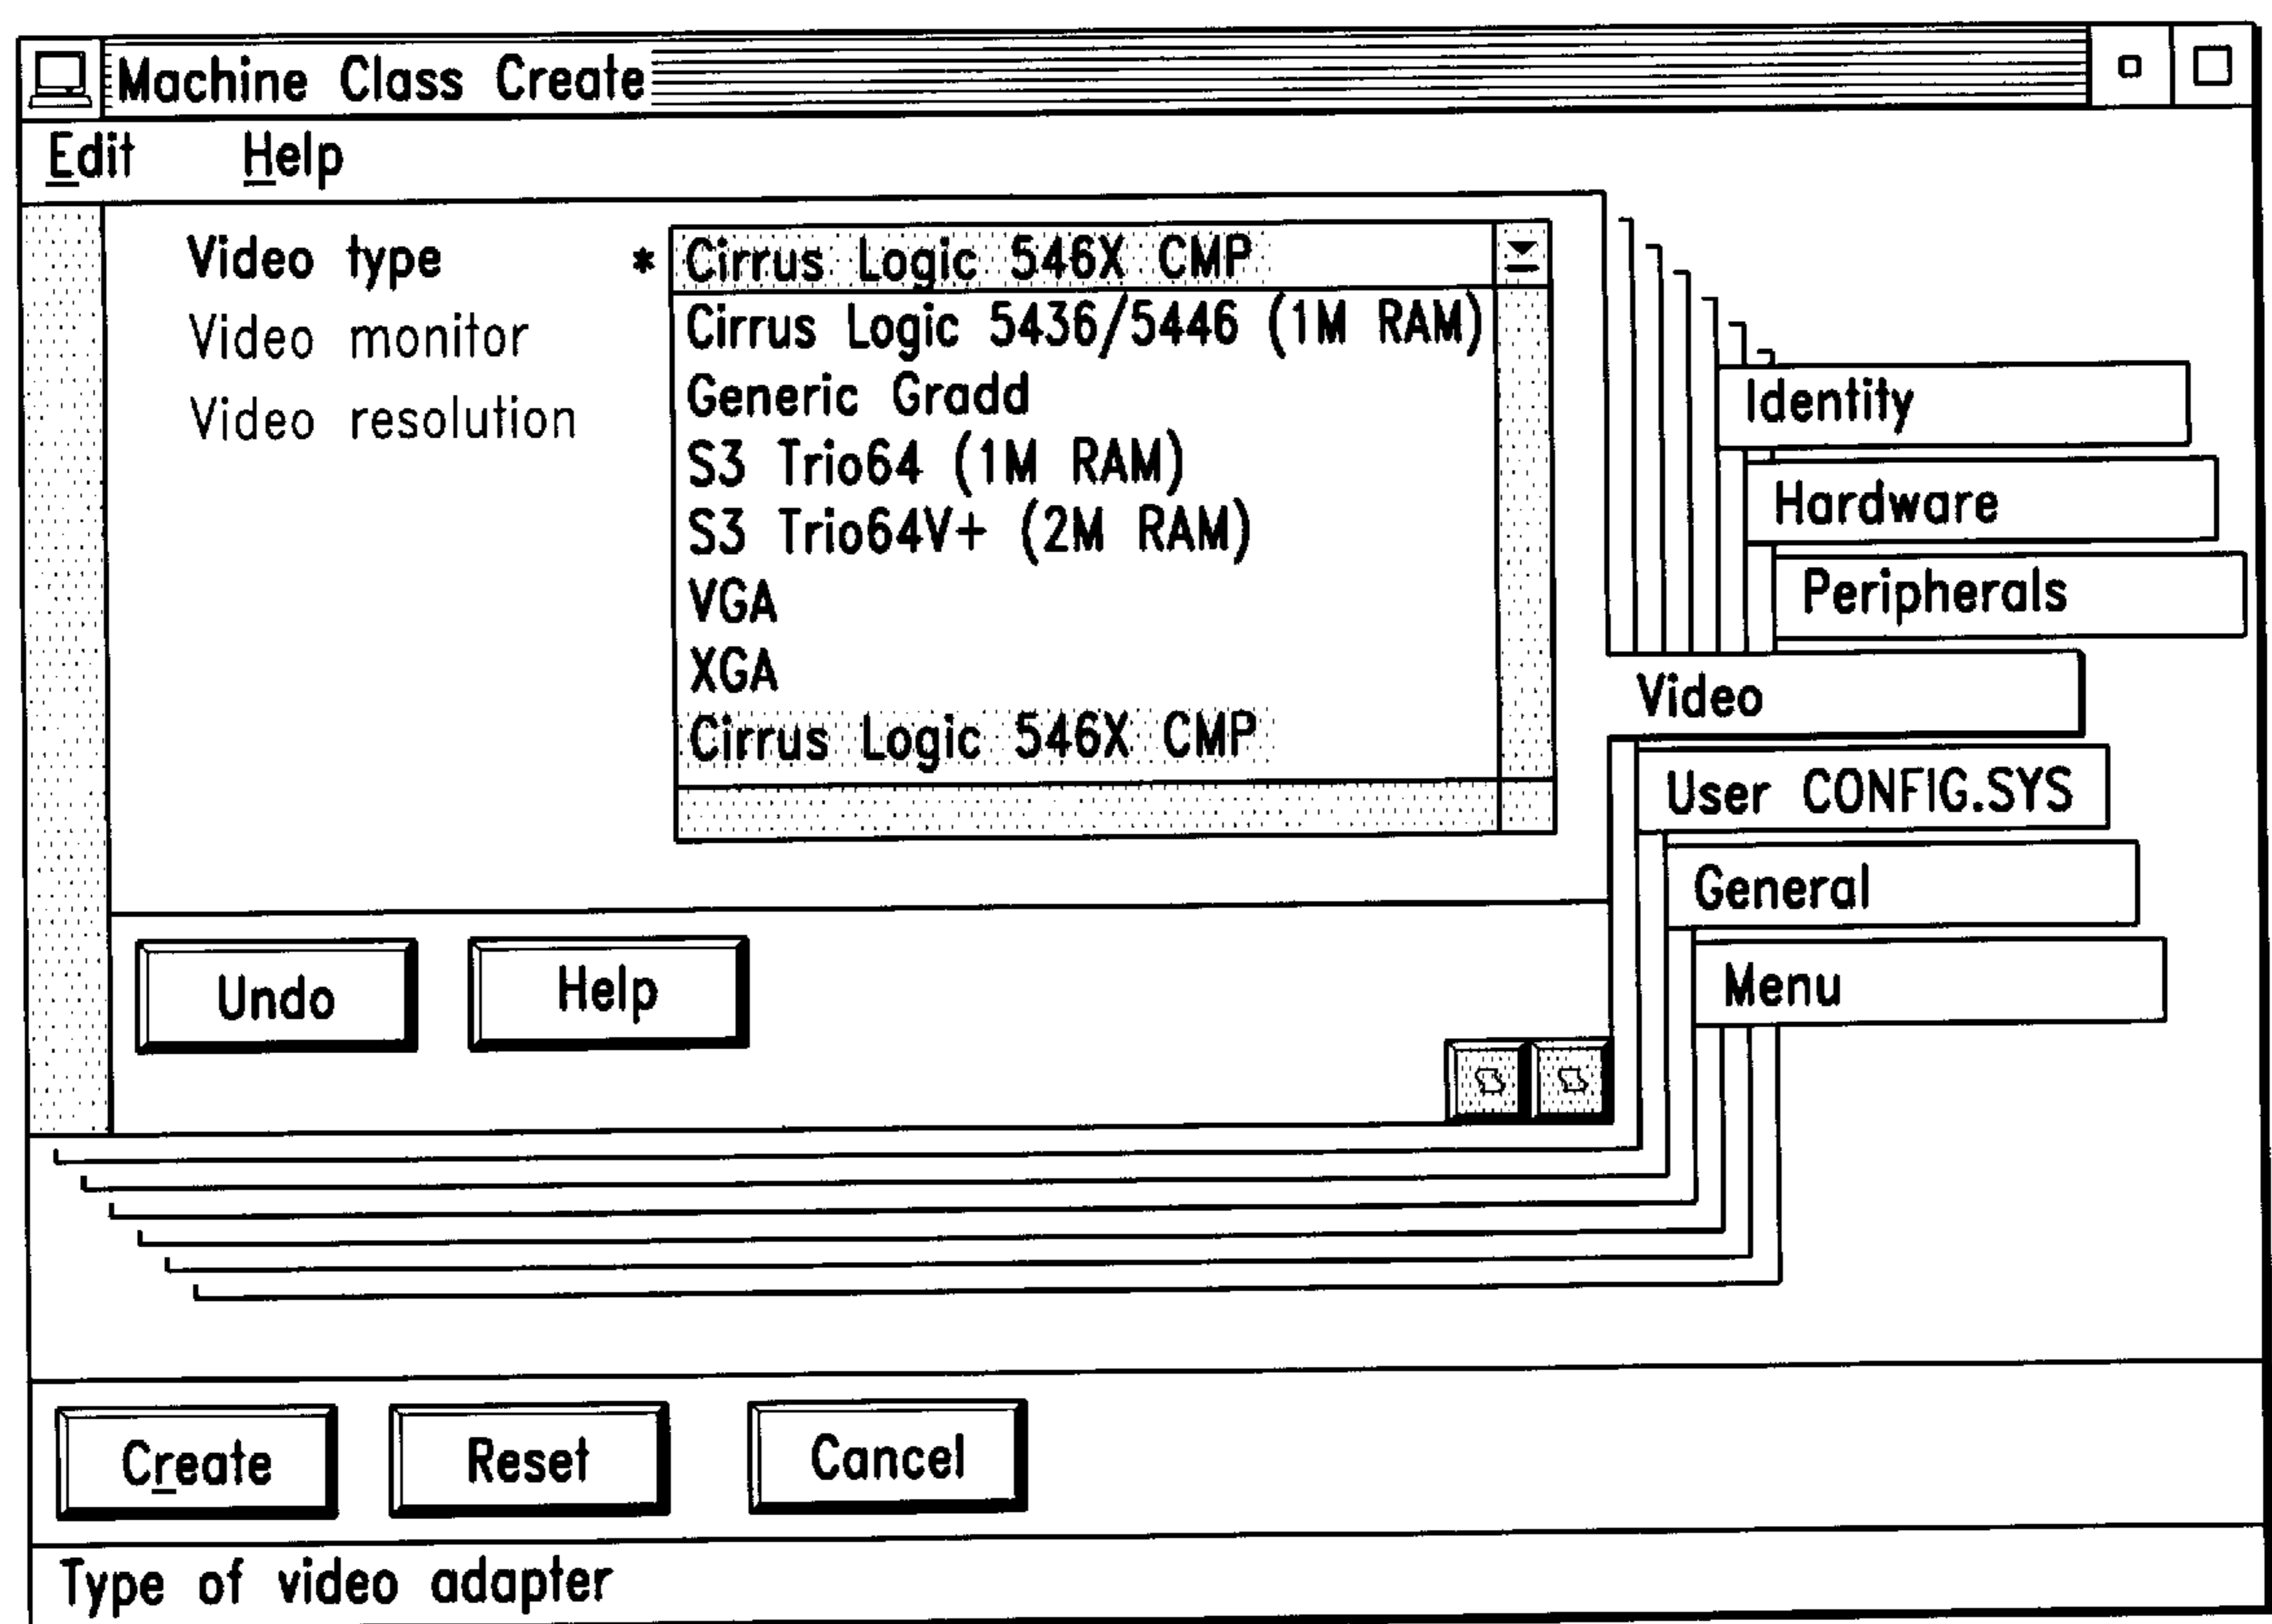 Machine Class Create
Edit Help
Video type * Cirrus Logic 546X CMP
Video monitor
Video resolution
Cirrus Logic 5436/5446 (1M RAM)
Generic Gradd
S3 Trio64 (1M RAM)
S3 Trio64V+ (2M RAM)
VGA
XGA
Cirrus Logic 546X CMP
Identity
Hardware
Peripherals
Video
User CONFIG.SYS
General
Menu
Undo Help
Create Reset Cancel
Type of video adapter